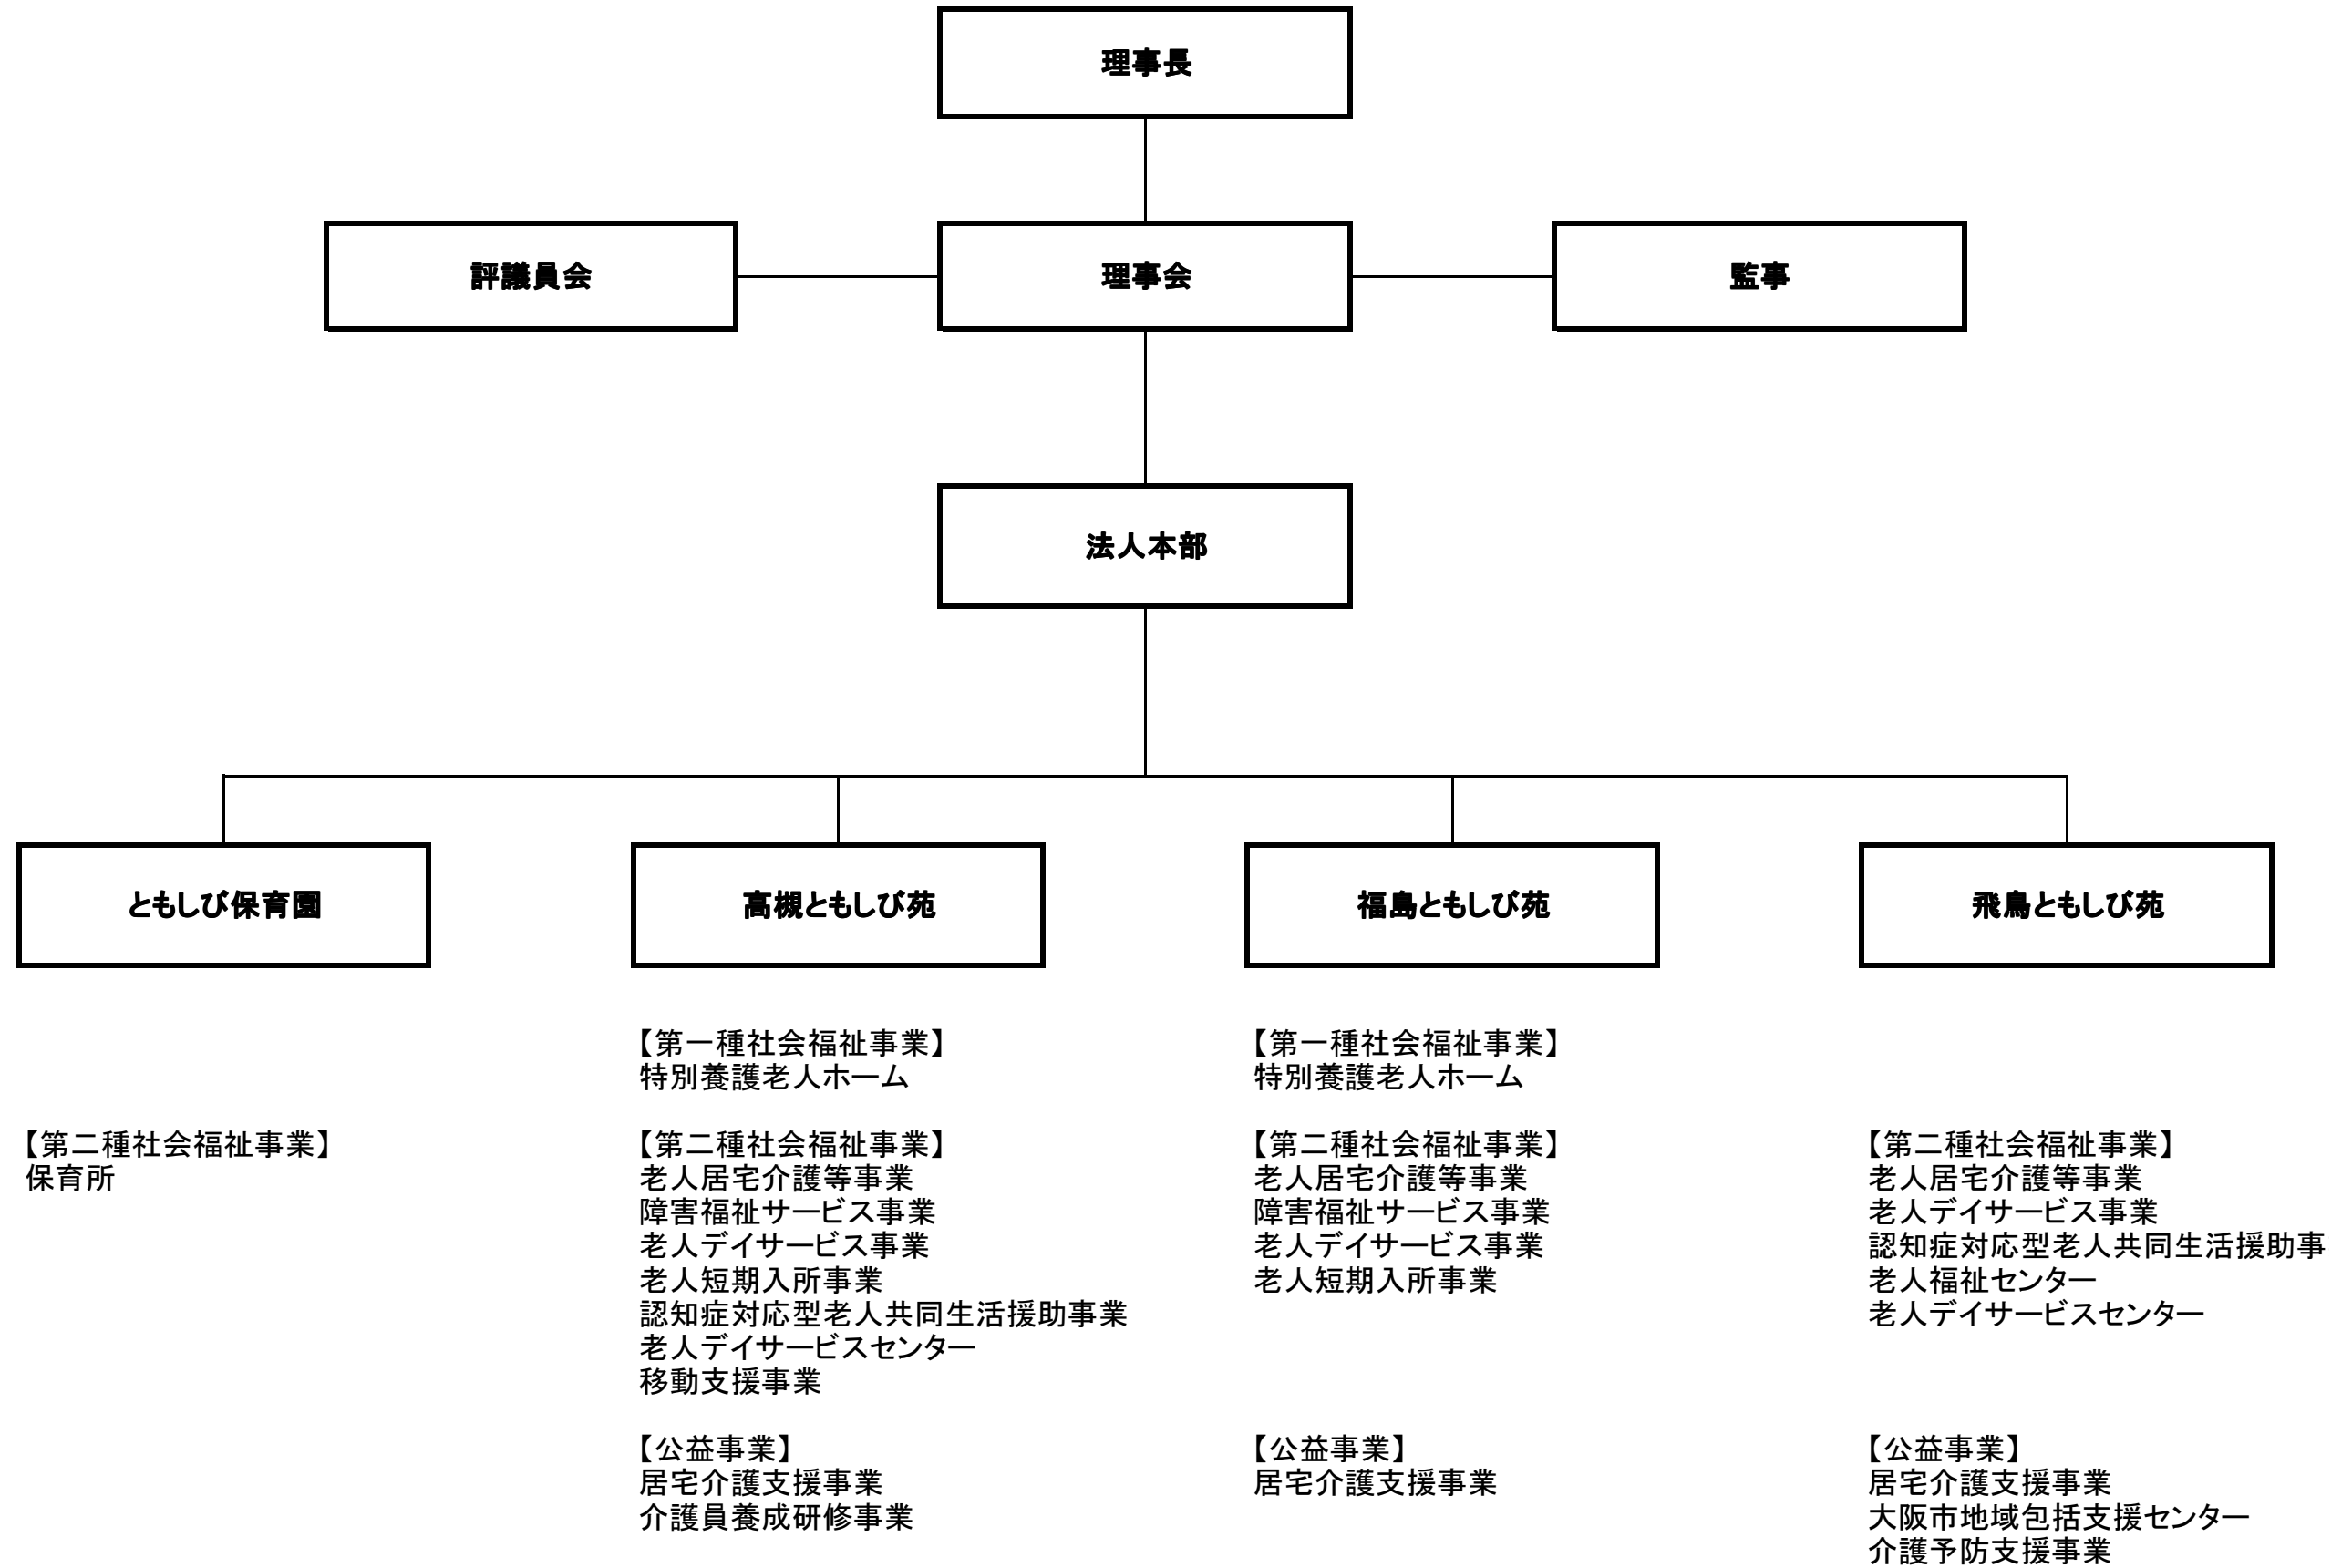 理事長
評議員会
理事会
監事
法人本部
ともしび保育園
高槻ともしび苑
福島ともしび苑
飛鳥ともしび苑
【第二種社会福祉事業】
保育所
【第一種社会福祉事業】
特別養護老人ホーム
【第二種社会福祉事業】
老人居宅介護等事業
障害福祉サービス事業
老人デイサービス事業
老人短期入所事業
認知症対応型老人共同生活援助事業
老人デイサービスセンター
移動支援事業
【公益事業】
居宅介護支援事業
介護員養成研修事業
【第一種社会福祉事業】
特別養護老人ホーム
【第二種社会福祉事業】
老人居宅介護等事業
障害福祉サービス事業
老人デイサービス事業
老人短期入所事業
【公益事業】
居宅介護支援事業
【第二種社会福祉事業】
老人居宅介護等事業
老人デイサービス事業
認知症対応型老人共同生活援助事
老人福祉センター
老人デイサービスセンター
【公益事業】
居宅介護支援事業
大阪市地域包括支援センター
介護予防支援事業